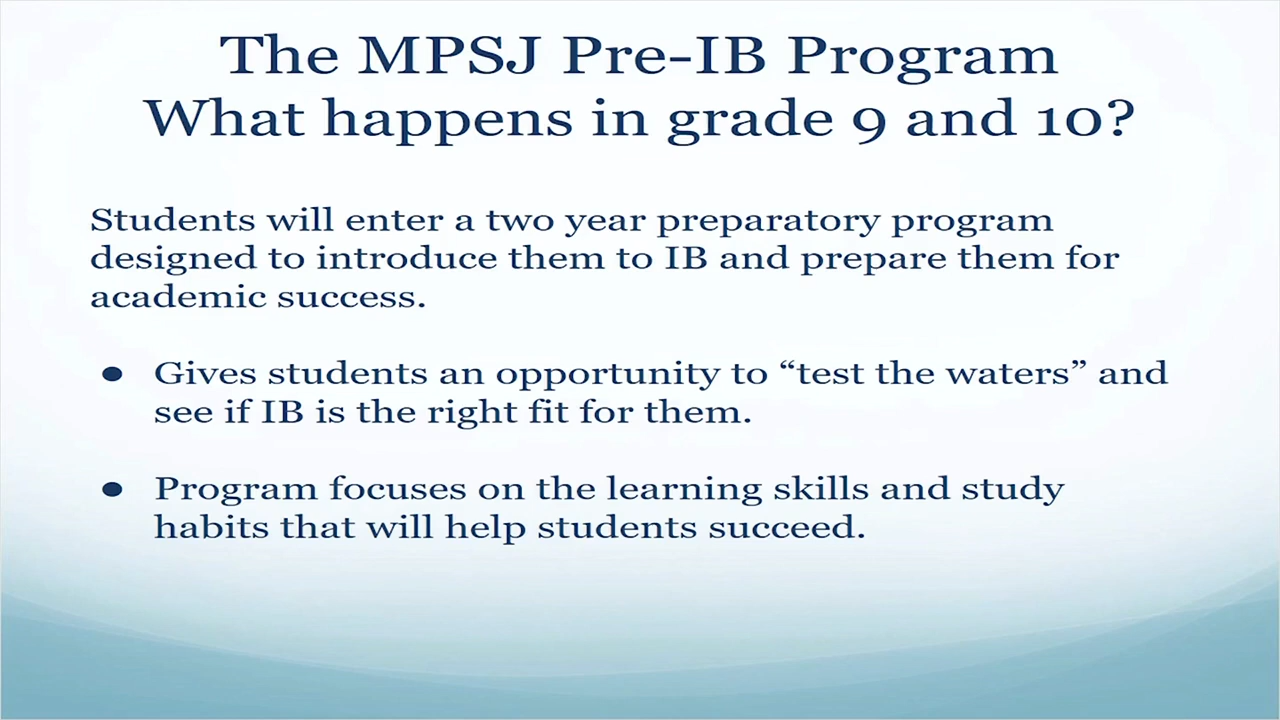 The MPSJ Pre-IB Program
What happens in grade 9 and 10?
Students will enter a two year preparatory program
designed to introduce them to IB and prepare them for
academic success.
● Gives students an opportunity to “test the waters” and
see if IB is the right fit for them.
● Program focuses on the learning skills and study
habits that will help students succeed.